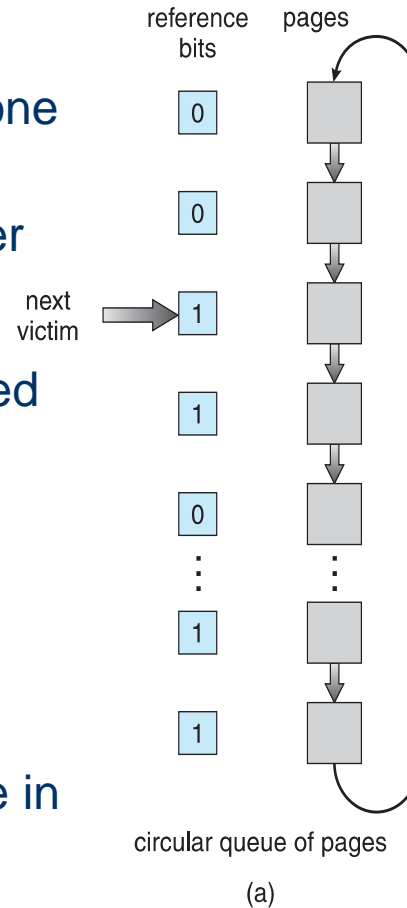 reference
bits
pages
one
0
er
0
next
victim
1
ed
1
0
1
1
e in
circular queue of pages
(a)